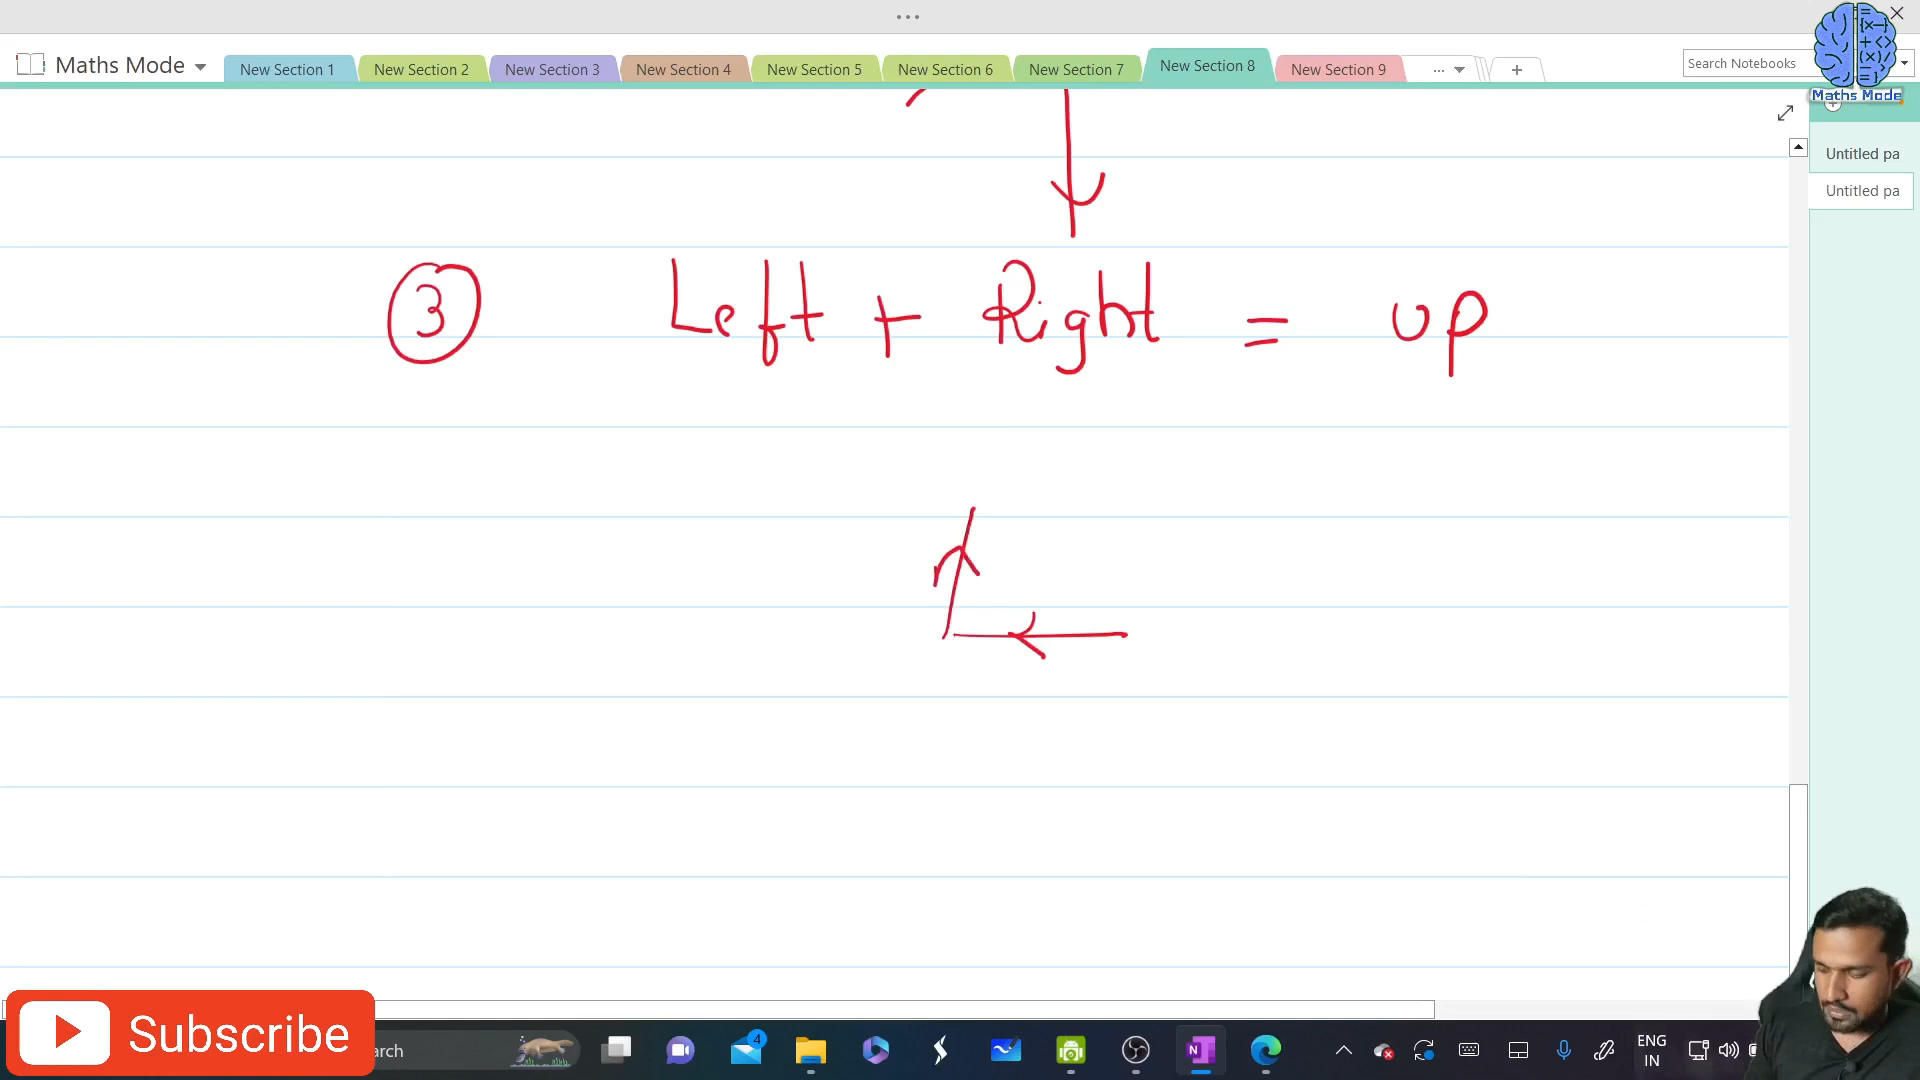 Maths Mode
New Section 1
New Section 2
New Section 3
New Section 4
New Section 5
New Section 6
New Section 7
New Section 8
New Section 9
Search Notebooks
Maths Mode
Untitled pa
Untitled pa
3 Left + Right = up
Subscribe
arch
4
ENG
IN